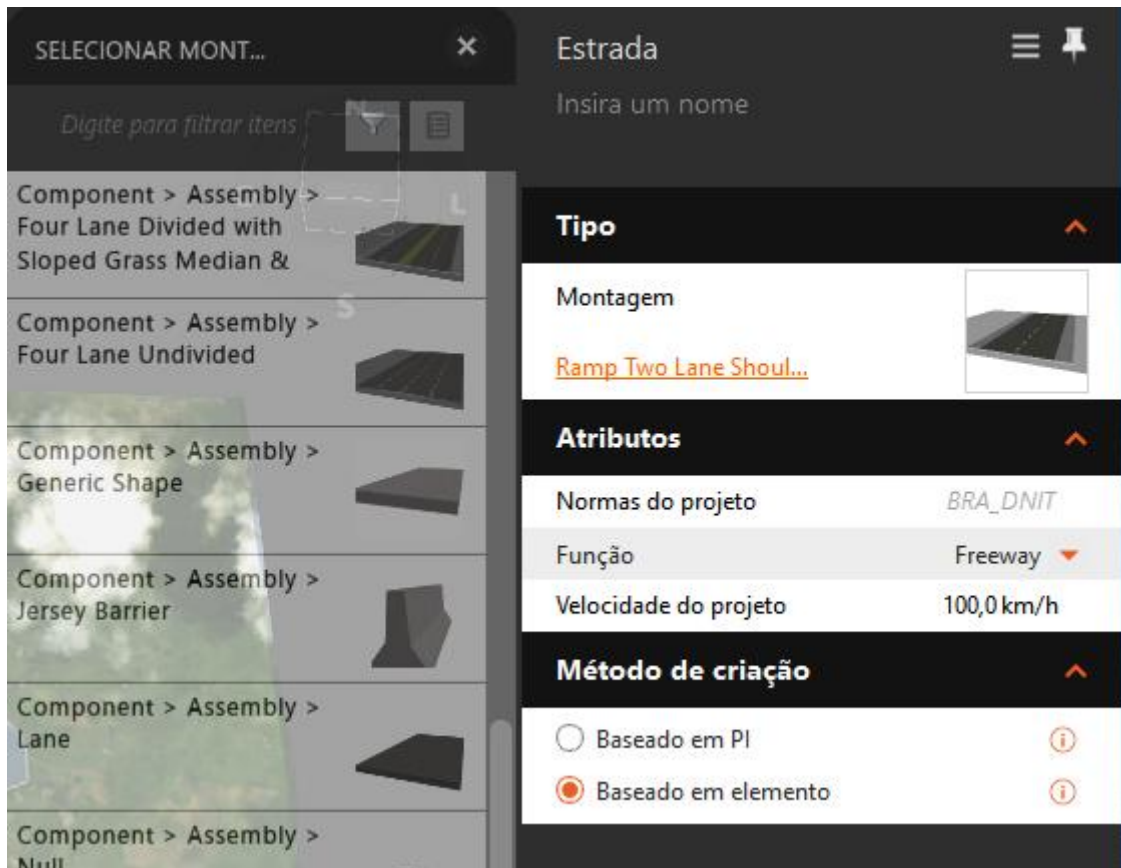 SELECIONAR MONT...
Digite para filtrar itens
N
L
S
Component > Assembly >
Four Lane Divided with
Sloped Grass Median &
Component > Assembly >
Four Lane Undivided
Component > Assembly >
Generic Shape
Component > Assembly >
Jersey Barrier
Component > Assembly >
Lane
Component > Assembly >
Null
Estrada
Insira um nome
Tipo
Montagem
Ramp Two Lane Shoul...
Atributos
Normas do projeto BRA_DNIT
Função Freeway
Velocidade do projeto 100,0 km/h
Método de criação
Baseado em PI
Baseado em elemento